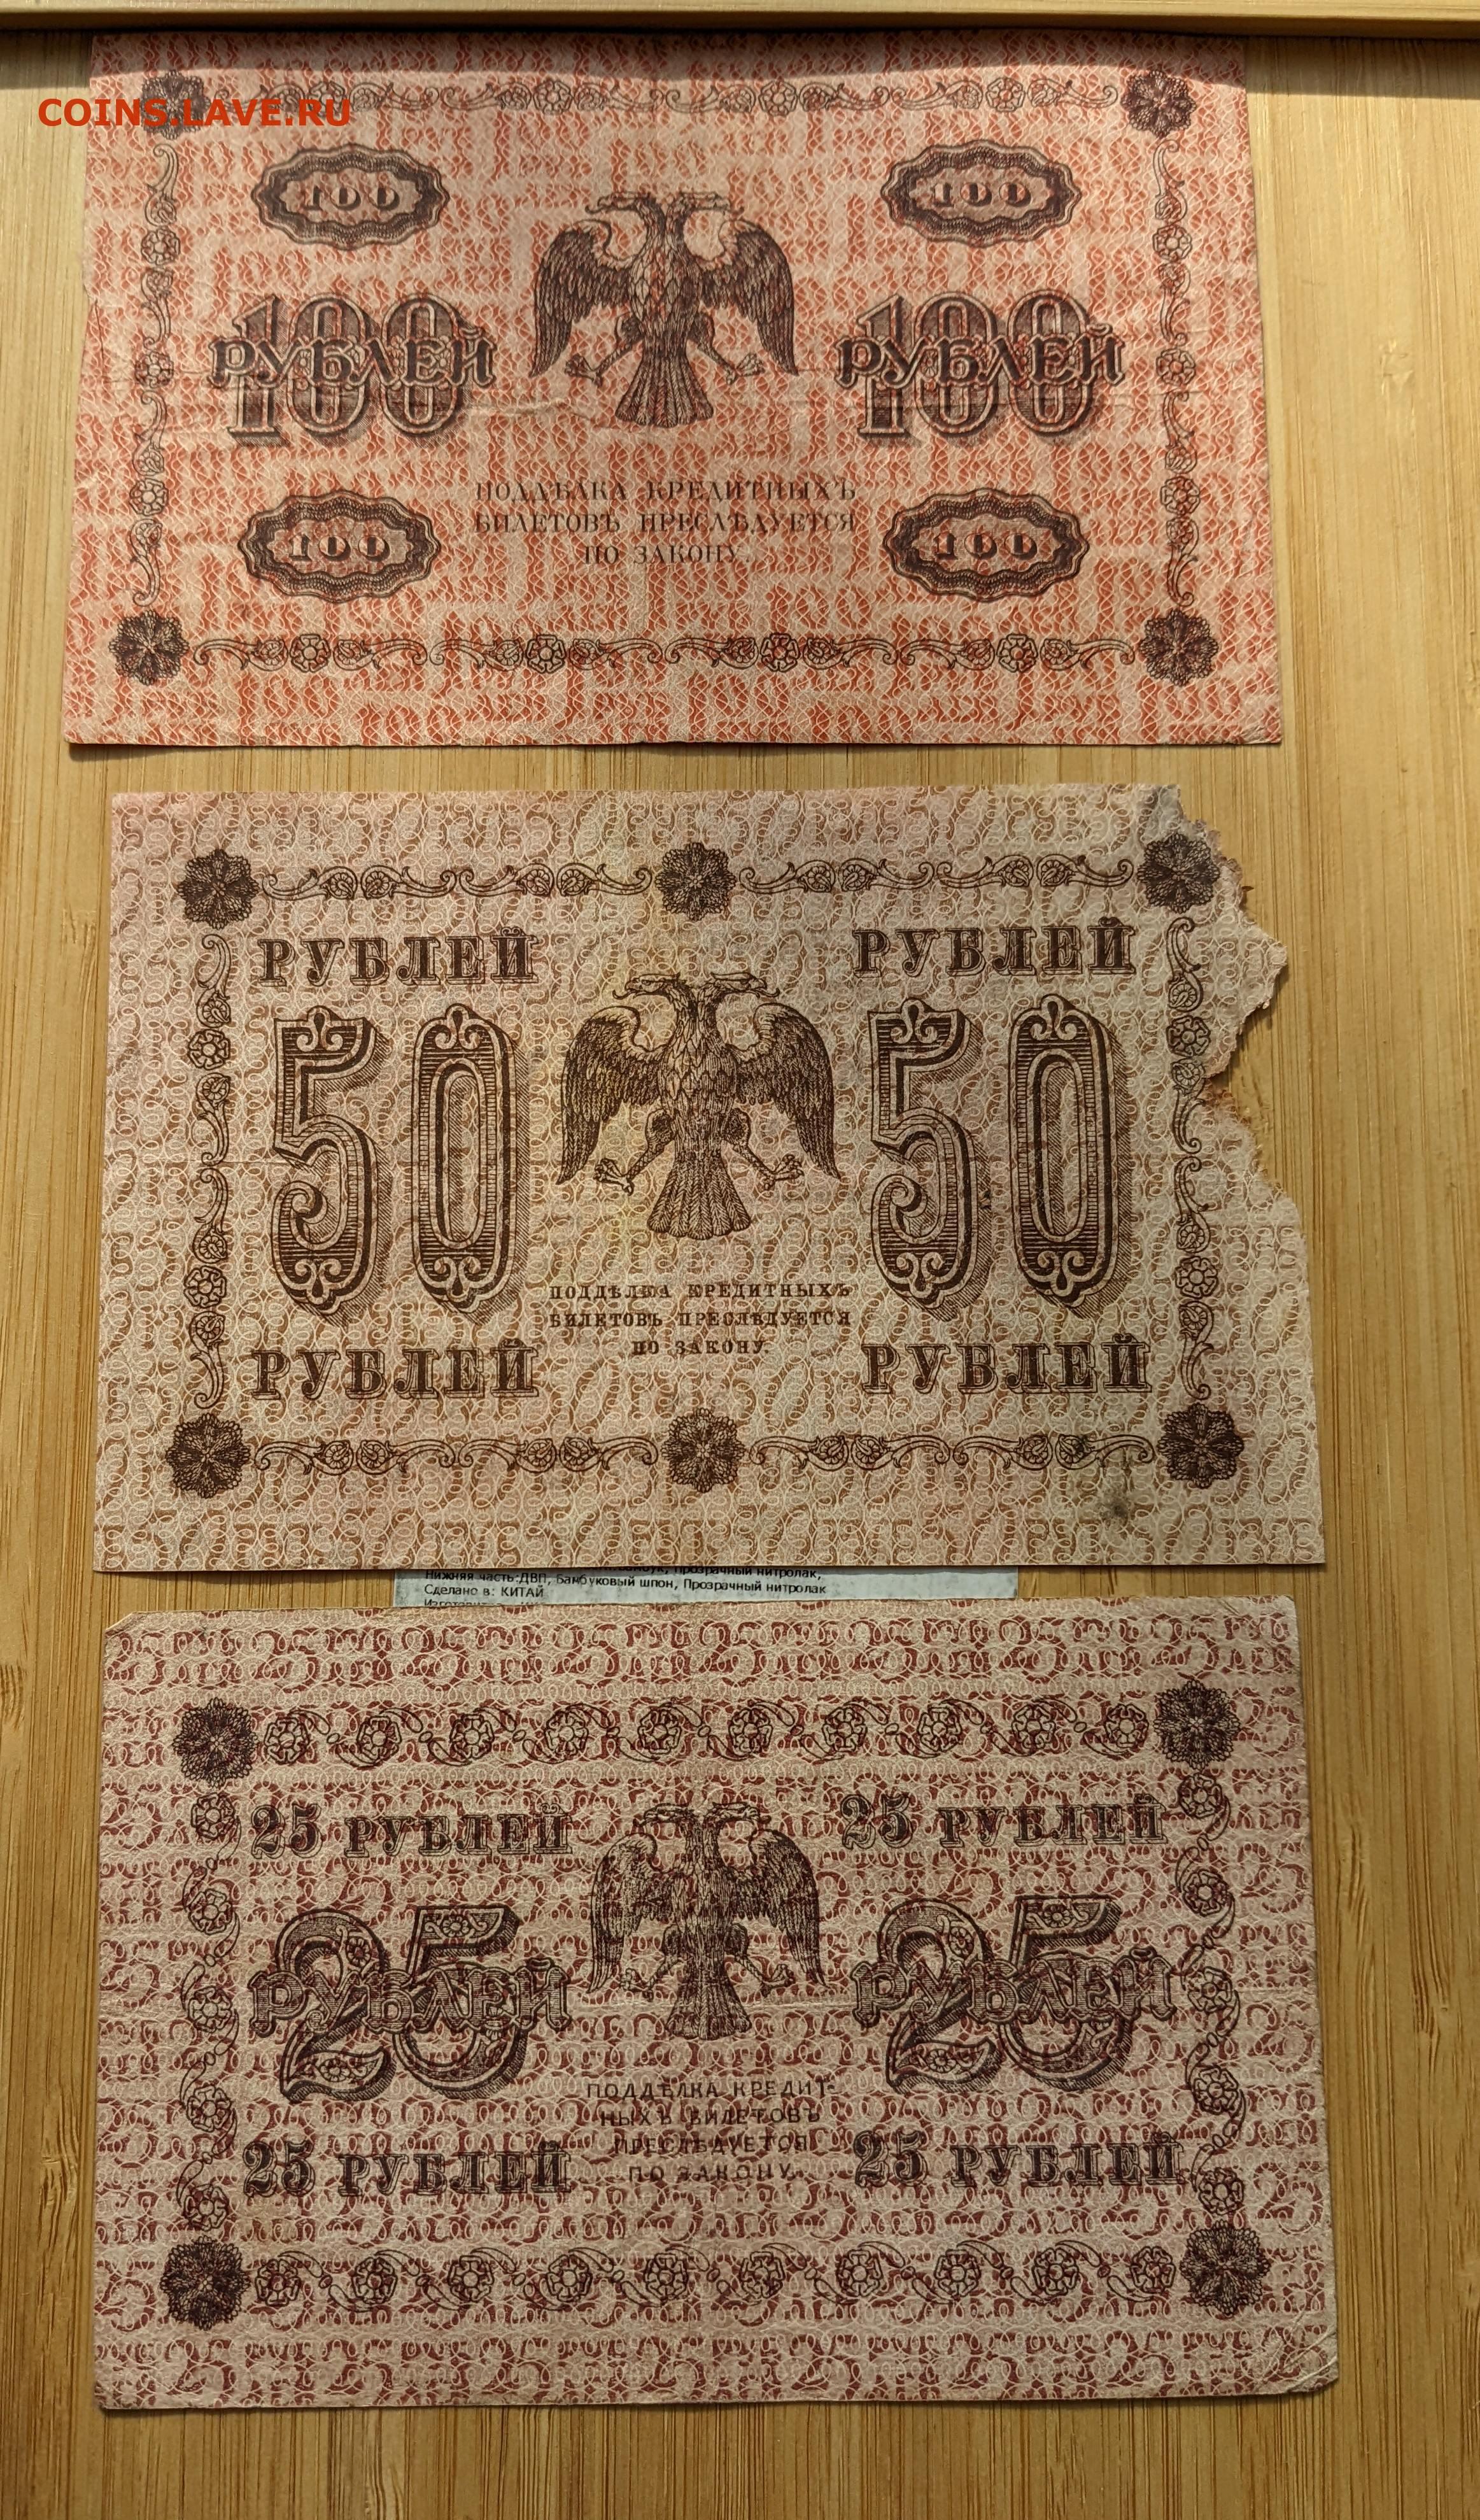 COINS.LAVE.RU
100 100
100 100
РУБЛЕЙ РУБЛЕЙ
ПОДДѢЛКА КРЕДИТНЫХЪ
БИЛЕТОВЪ ПРЕСЛѢДУЕТСЯ
ПО ЗАКОНУ.
100 100
РУБЛЕЙ РУБЛЕЙ
50 50
ПОДДѢЛКА КРЕДИТНЫХЪ
БИЛЕТОВЪ ПРЕСЛѢДУЕТСЯ
ПО ЗАКОНУ.
РУБЛЕЙ РУБЛЕЙ
Прозрачный нитролак,
Нижняя часть:ДВП, Бамбуковый шпон, Прозрачный нитролак
Сделано в: КИТАЙ
25 РУБЛЕЙ 25 РУБЛЕЙ
25 25
РУБЛЕЙ РУБЛЕЙ
ПОДДѢЛКА КРЕДИТ-
НЫХЪ БИЛЕТОВЪ
ПРЕСЛѢДУЕТСЯ
ПО ЗАКОНУ.
25 РУБЛЕЙ 25 РУБЛЕЙ